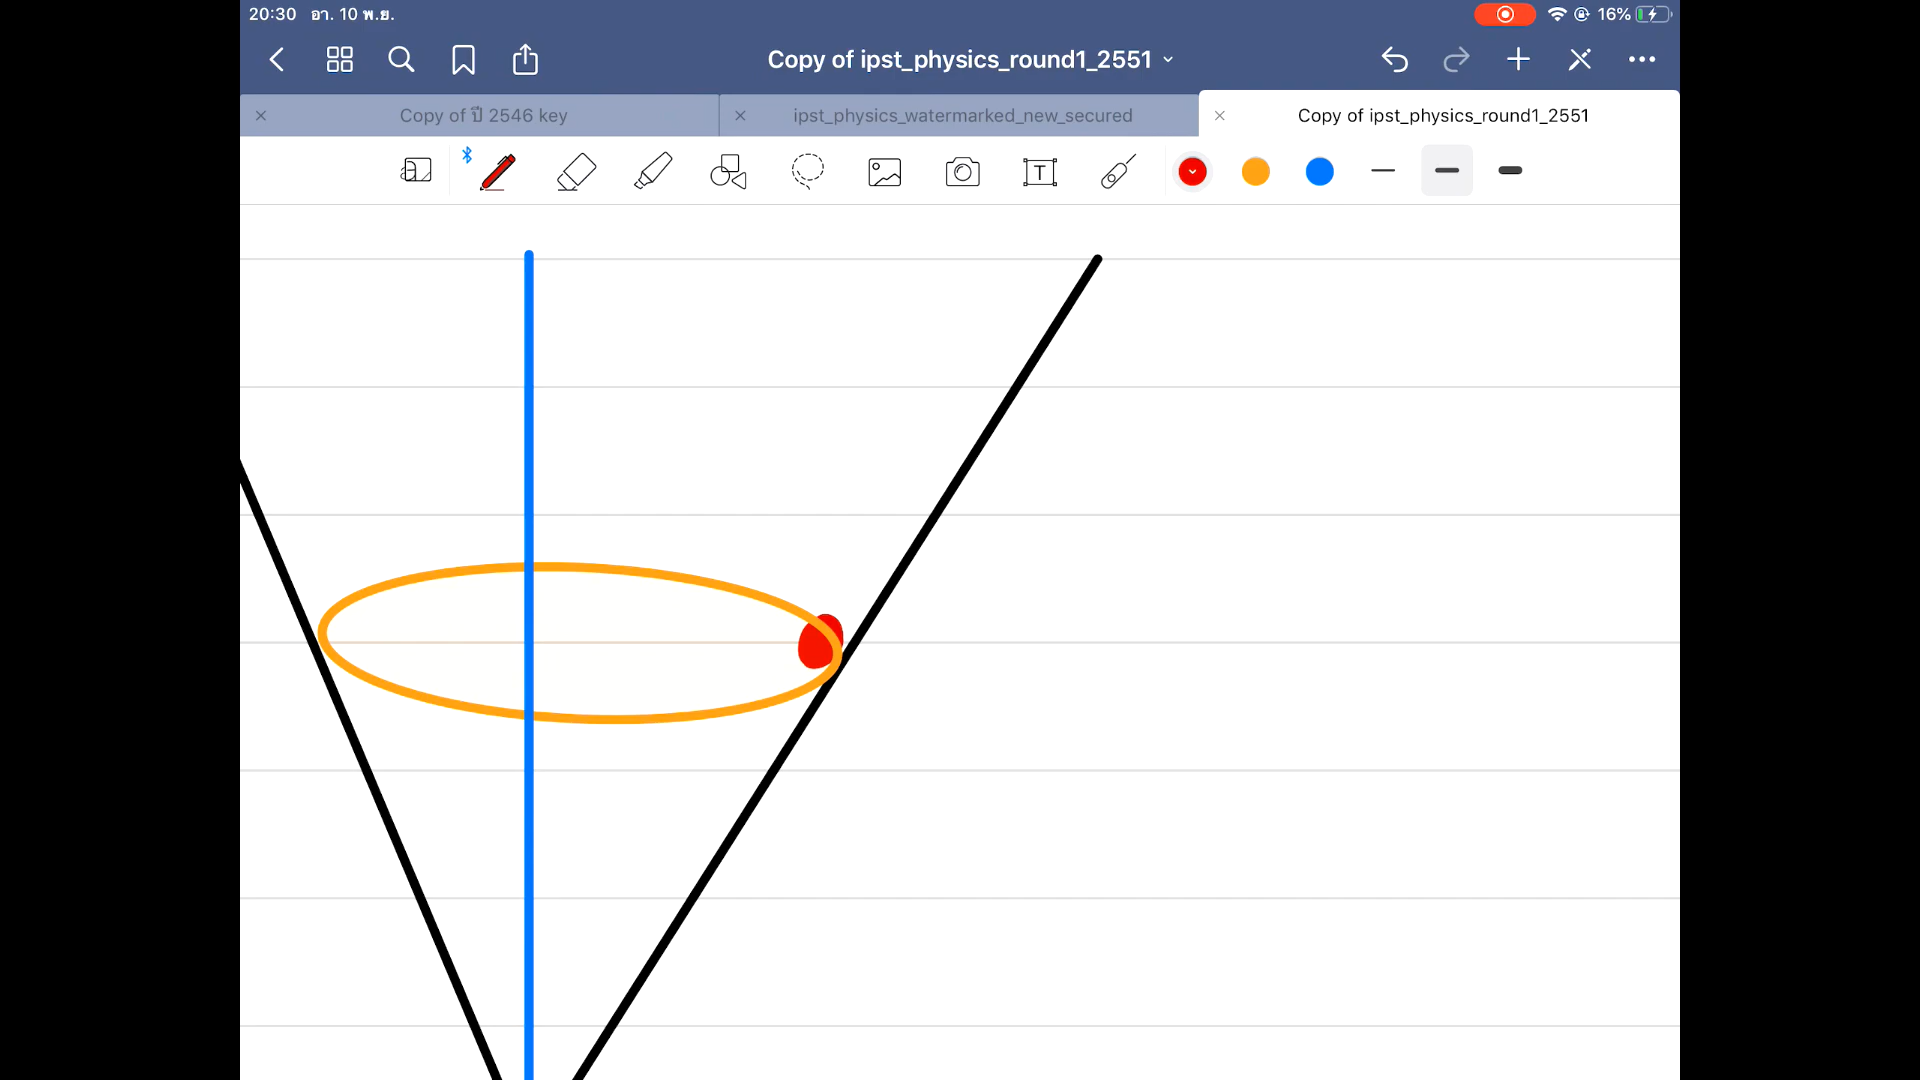 20:30 อา. 10 พ.ย.
16%
Copy of ipst_physics_round1_2551
Copy of ปี 2546 key
ipst_physics_watermarked_new_secured
Copy of ipst_physics_round1_2551